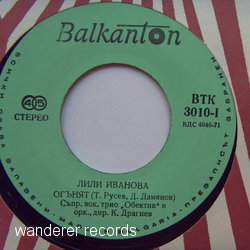 Balkanton
45
СТЕРЕО
ВТК
3010-I
БДС 4648-71
ЛИЛИ ИВАНОВА
ОГЪНЯТ (Т. Русев, Д. Дамянов)
Съпр. вок. трио „Обектив" и
орк., дир. К. Драгнев
wanderer records